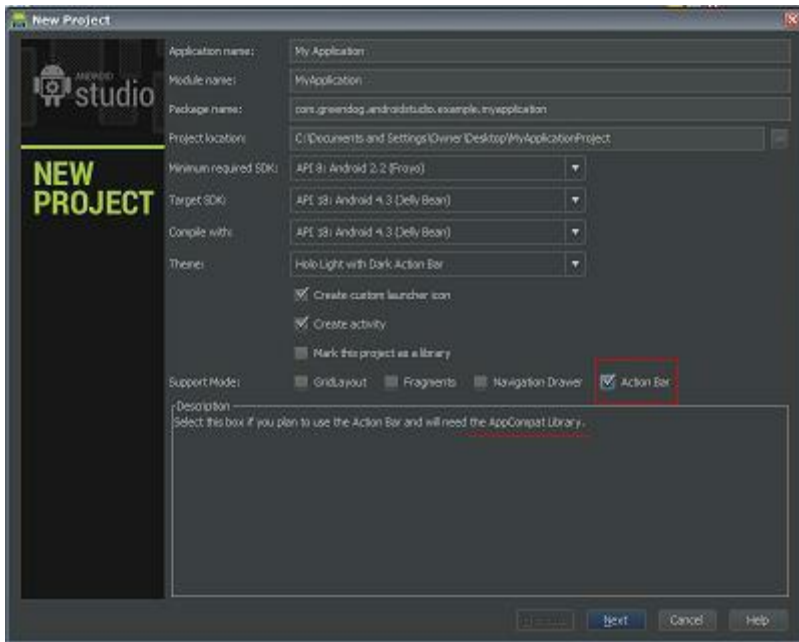 New Project
ANDROID
studio
NEW
PROJECT
Application name: My Application
Module name: MyApplication
Package name: com.greendog.androidstudio.example.myapplication
Project location: C:\Documents and Settings\Owner\Desktop\MyApplicationProject
Minimum required SDK: API 8: Android 2.2 (Froyo)
Target SDK: API 18: Android 4.3 (Jelly Bean)
Compile with: API 18: Android 4.3 (Jelly Bean)
Theme: Holo Light with Dark Action Bar
Create custom launcher icon
Create activity
Mark this project as a library
Support Mode: GridLayout Fragments Navigation Drawer Action Bar
Description
Select this box if you plan to use the Action Bar and will need the AppCompat Library.
Next Cancel Help